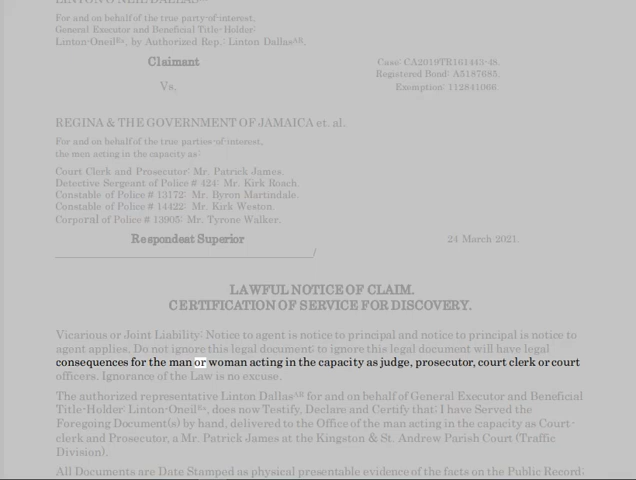 LINTON O'NEIL DALLAS
For and on behalf of the true party-of-interest,
General Executor and Beneficial Title-Holder:
Linton-Oneilᴱˢ, by Authorized Rep.: Linton Dallasᴬᴿ.
Claimant
Case: CA2019TR161443-48.
Registered Bond: A5187685.
Exemption: 112841066.
Vs.
REGINA & THE GOVERNMENT OF JAMAICA et. al.
For and on behalf of the true parties-of-interest,
the men acting in the capacity as:
Court Clerk and Prosecutor: Mr. Patrick James.
Detective Sergeant of Police # 424: Mr. Kirk Roach.
Constable of Police # 13172: Mr. Byron Martindale.
Constable of Police # 14422: Mr. Kirk Weston.
Corporal of Police # 13905: Mr. Tyrone Walker.
Respondeat Superior
24 March 2021.
/
LAWFUL NOTICE OF CLAIM.
CERTIFICATION OF SERVICE FOR DISCOVERY.
Vicarious or Joint Liability: Notice to agent is notice to principal and notice to principal is notice to
agent applies. Do not ignore this legal document; to ignore this legal document will have legal
consequences for the man or woman acting in the capacity as judge, prosecutor, court clerk or court
officers. Ignorance of the Law is no excuse.
The authorized representative Linton Dallasᴬᴿ for and on behalf of General Executor and Beneficial
Title-Holder: Linton-Oneilᴱˢ, does now Testify, Declare and Certify that: I have Served the
Foregoing Document(s) by hand, delivered to the Office of the man acting in the capacity as Court-
clerk and Prosecutor, a Mr. Patrick James at the Kingston & St. Andrew Parish Court (Traffic
Division).
All Documents are Date Stamped as physical presentable evidence of the facts on the Public Record;